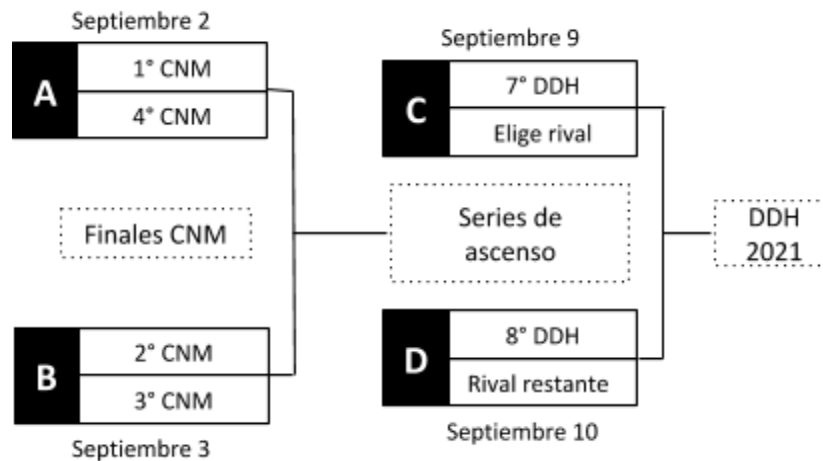 Septiembre 2
A
1° CNM
4° CNM
Finales CNM
B
2° CNM
3° CNM
Septiembre 3
Septiembre 9
C
7° DDH
Elige rival
Series de
ascenso
D
8° DDH
Rival restante
Septiembre 10
DDH
2021